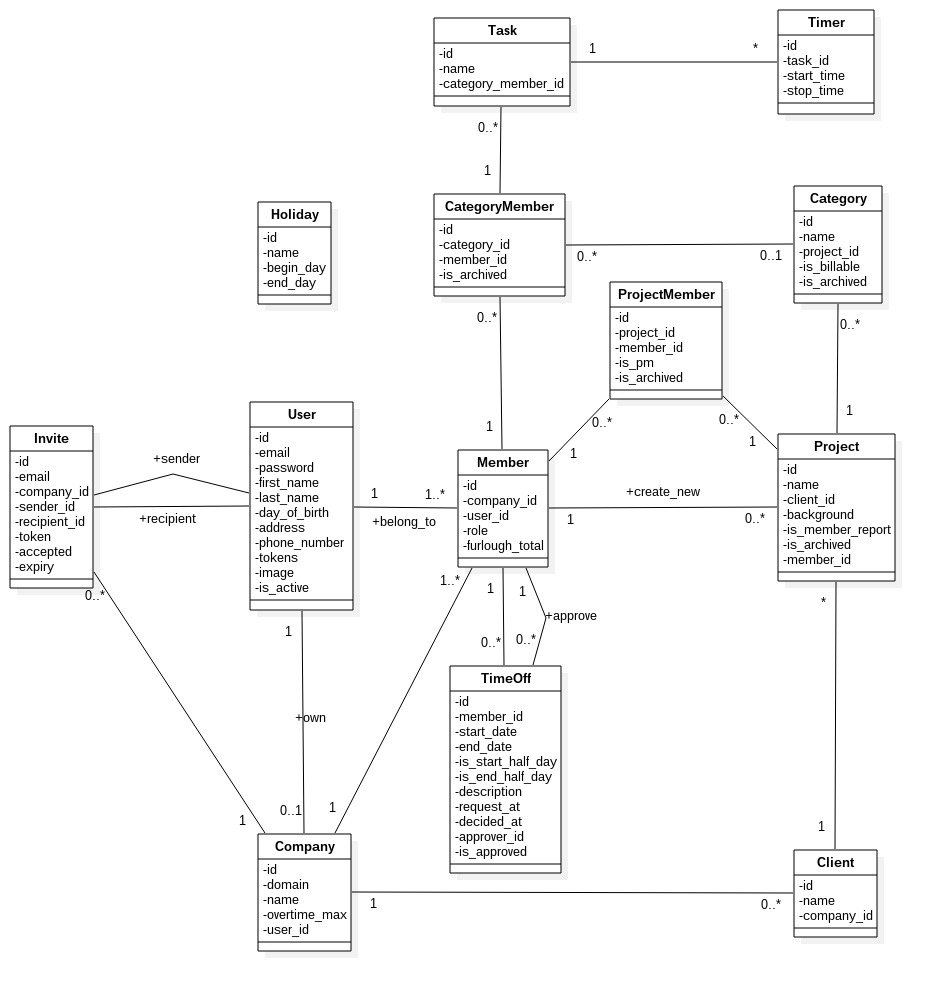 Task
-id
-name
-category_member_id
1
*
Timer
-id
-task_id
-start_time
-stop_time
0..*
1
Holiday
-id
-name
-begin_day
-end_day
CategoryMember
-id
-category_id
-member_id
-is_archived
0..*
0..1
Category
-id
-name
-project_id
-is_billable
-is_archived
ProjectMember
-id
-project_id
-member_id
-is_pm
-is_archived
0..*
1
0..*
1
0..*
1
0..*
1
Invite
-id
-email
-company_id
-sender_id
-recipient_id
-token
-accepted
-expiry
+sender
+recipient
User
-id
-email
-password
-first_name
-last_name
-day_of_birth
-address
-phone_number
-tokens
-image
-is_active
1
1..*
+belong_to
Member
-id
-company_id
-user_id
-role
-furlough_total
+create_new
1
0..*
Project
-id
-name
-client_id
-background
-is_member_report
-is_archived
-member_id
0..*
1
1
+own
0..1
1..*
1
1
0..*
1
+approve
0..*
*
1
TimeOff
-id
-member_id
-start_date
-end_date
-is_start_half_day
-is_end_half_day
-description
-request_at
-decided_at
-approver_id
-is_approved
Company
-id
-domain
-name
-overtime_max
-user_id
1
0..*
Client
-id
-name
-company_id